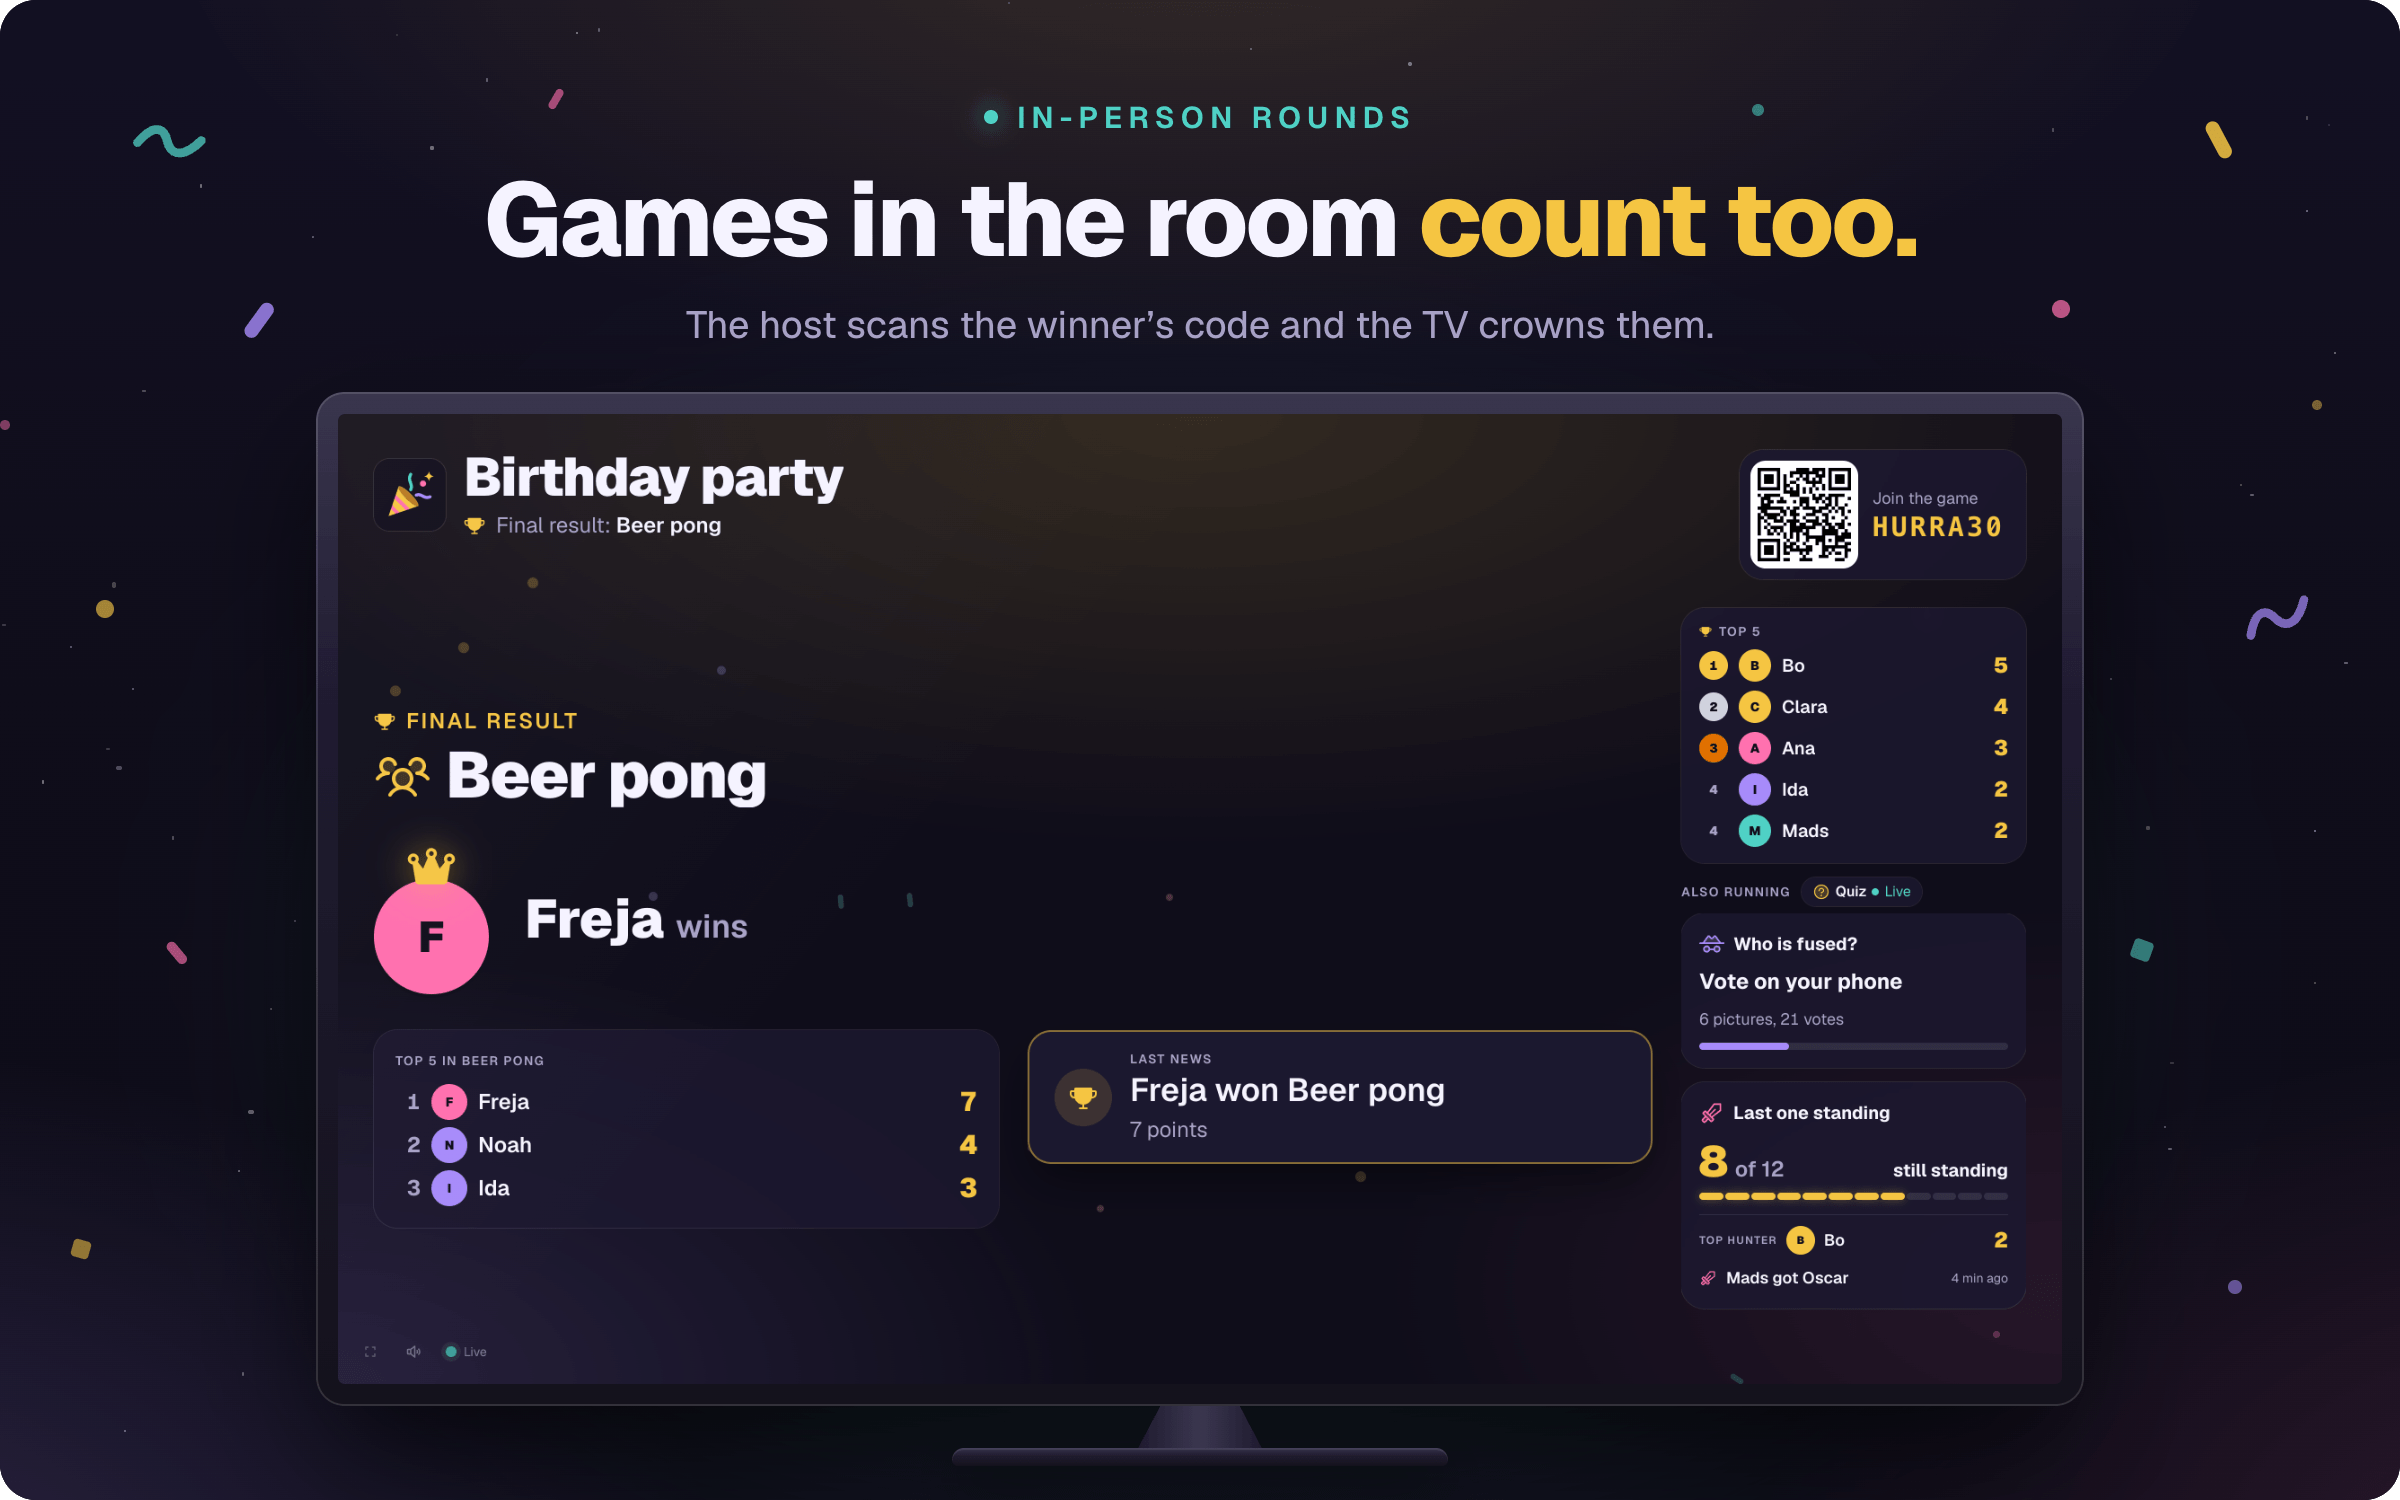 IN-PERSON ROUNDS
Games in the room count too.
The host scans the winner’s code and the TV crowns them.
Birthday party
Final result: Beer pong
Join the game
HURRA30
FINAL RESULT
Beer pong
F
Freja wins
TOP 5 IN BEER PONG
1 F Freja 7
2 N Noah 4
3 I Ida 3
LAST NEWS
Freja won Beer pong
7 points
TOP 5
1 B Bo 5
2 C Clara 4
3 A Ana 3
4 I Ida 2
4 M Mads 2
ALSO RUNNING Quiz Live
Who is fused?
Vote on your phone
6 pictures, 21 votes
Last one standing
8 of 12 still standing
TOP HUNTER B Bo 2
Mads got Oscar 4 min ago
Live